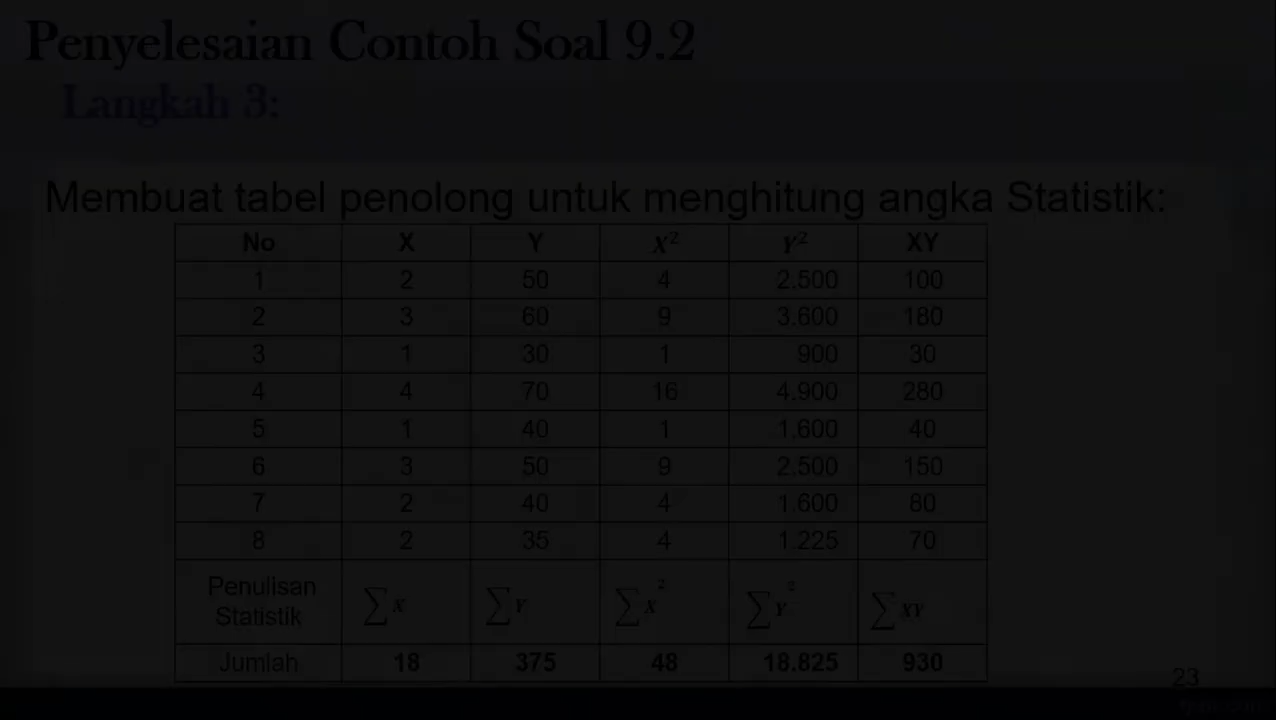 Penyelesaian Contoh Soal 9.2
Langkah 3:
Membuat tabel penolong untuk menghitung angka Statistik:
No X Y X² Y² XY
1 2 50 4 2.500 100
2 3 60 9 3.600 180
3 1 30 1 900 30
4 4 70 16 4.900 280
5 1 40 1 1.600 40
6 3 50 9 2.500 150
7 2 40 4 1.600 80
8 2 35 4 1.225 70
Penulisan Statistik ∑X ∑Y ∑X² ∑Y² ∑XY
Jumlah 18 375 48 18.825 930
23